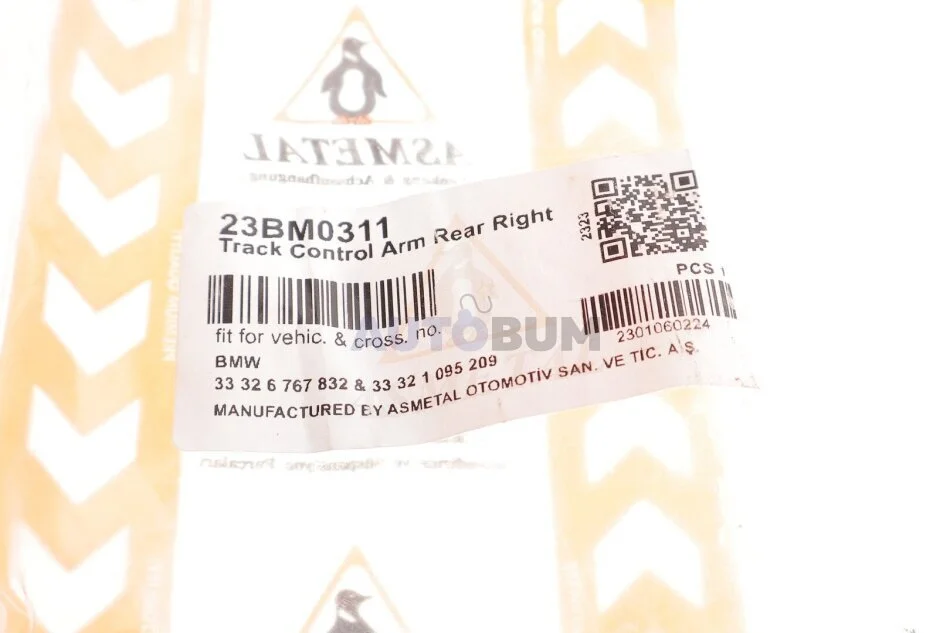 ASMETAL
23BM0311
Track Control Arm Rear Right
2323
PCS
fit for vehic. & cross. no.
2301060224
AUTOBUM
BMW
33 32 6 767 832 & 33 32 1 095 209
MANUFACTURED BY ASMETAL OTOMOTİV SAN. VE TİC. A.Ş.